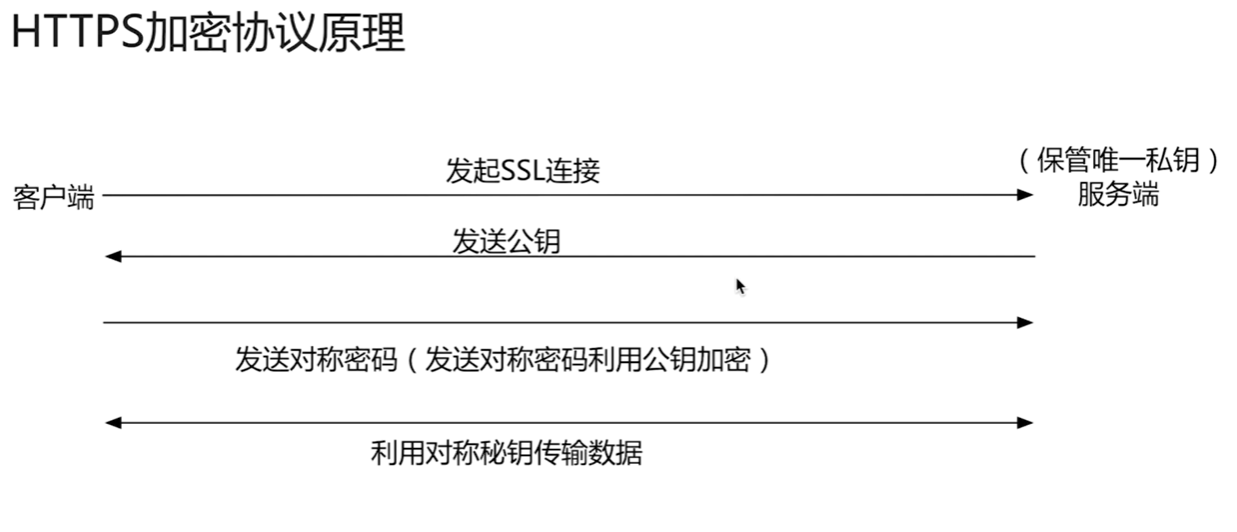 HTTPS加密协议原理
发起SSL连接
（保管唯一私钥）
客户端
服务端
发送公钥
发送对称密码（发送对称密码利用公钥加密）
利用对称秘钥传输数据